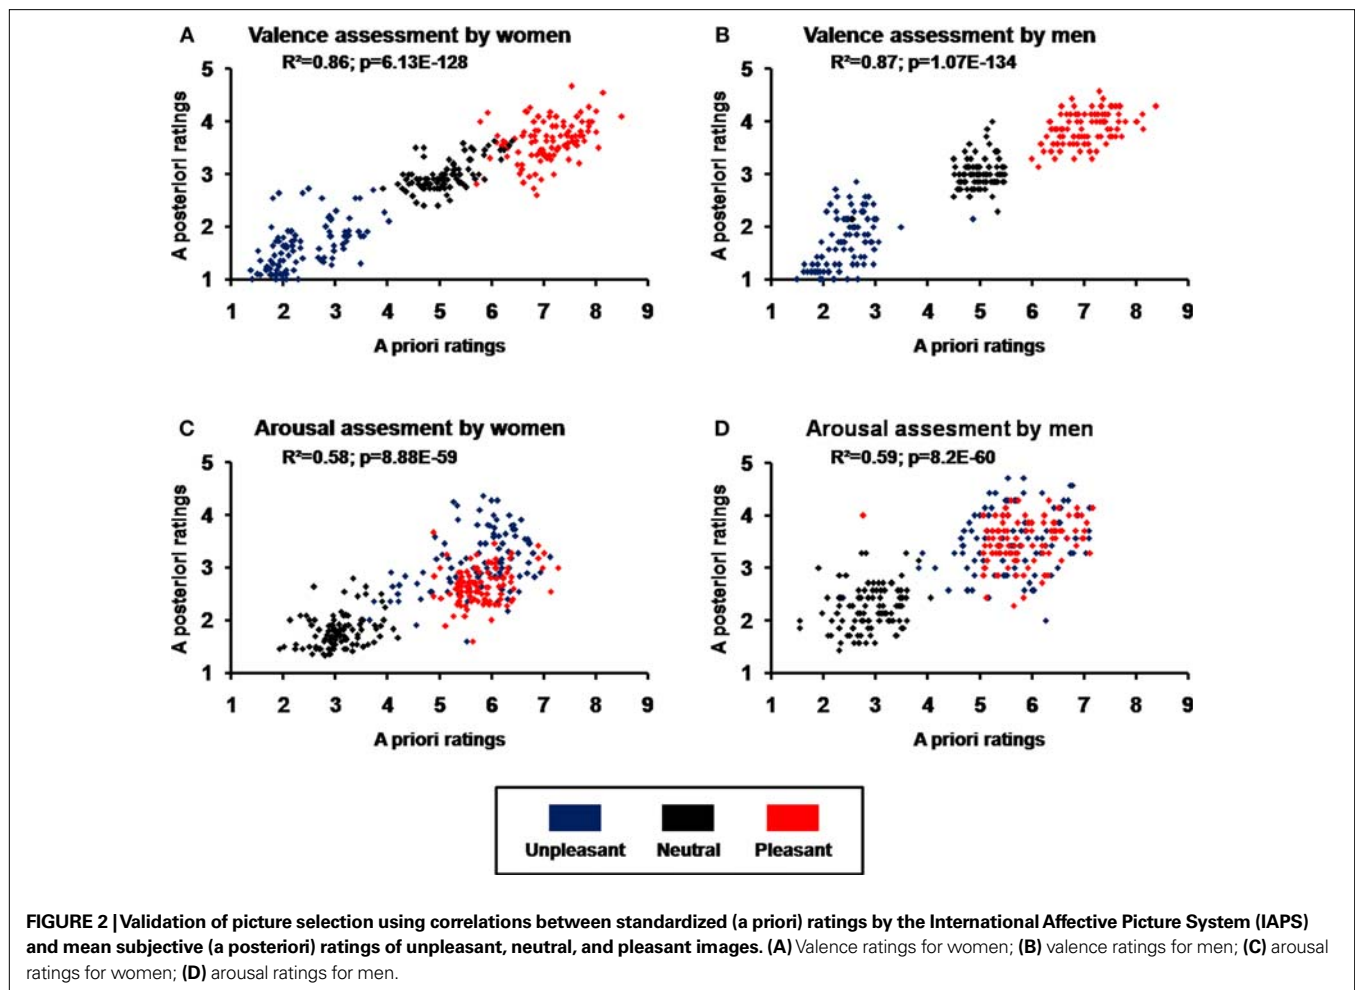 A Valence assessment by women
R²=0.86; p=6.13E-128
A posteriori ratings
5
4
3
2
1
1 2 3 4 5 6 7 8 9
A priori ratings
B Valence assessment by men
R²=0.87; p=1.07E-134
A posteriori ratings
5
4
3
2
1
1 2 3 4 5 6 7 8 9
A priori ratings
C Arousal assesment by women
R²=0.58; p=8.88E-59
A posteriori ratings
5
4
3
2
1
1 2 3 4 5 6 7 8 9
A priori ratings
D Arousal assesment by men
R²=0.59; p=8.2E-60
A posteriori ratings
5
4
3
2
1
1 2 3 4 5 6 7 8 9
A priori ratings
Unpleasant Neutral Pleasant
FIGURE 2 | Validation of picture selection using correlations between standardized (a priori) ratings by the International Affective Picture System (IAPS)
and mean subjective (a posteriori) ratings of unpleasant, neutral, and pleasant images. (A) Valence ratings for women; (B) valence ratings for men; (C) arousal
ratings for women; (D) arousal ratings for men.